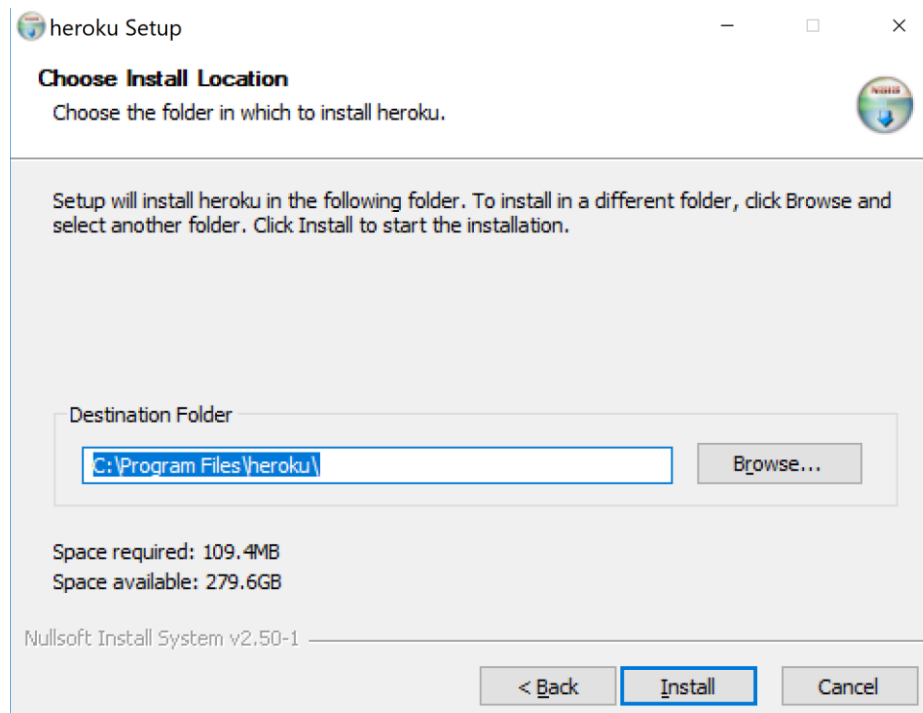 heroku Setup
Choose Install Location
Choose the folder in which to install heroku.
NSIS
Setup will install heroku in the following folder. To install in a different folder, click Browse and
select another folder. Click Install to start the installation.
Destination Folder
C:\Program Files\heroku\
Browse...
Space required: 109.4MB
Space available: 279.6GB
Nullsoft Install System v2.50-1
< Back
Install
Cancel